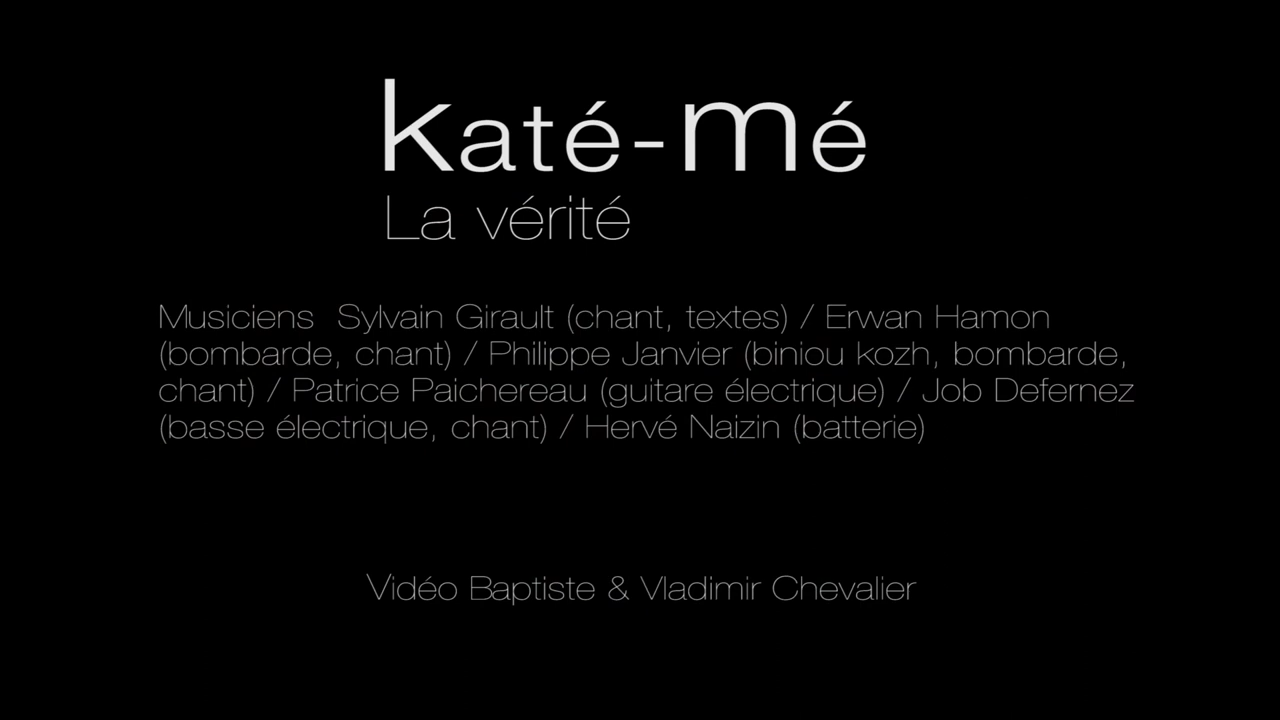 katé-mé
La vérité
Musiciens  Sylvain Girault (chant, textes) / Erwan Hamon
(bombarde, chant) / Philippe Janvier (biniou kozh, bombarde,
chant) / Patrice Paichereau (guitare électrique) / Job Defernez
(basse électrique, chant) / Hervé Naizin (batterie)
Vidéo Baptiste & Vladimir Chevalier